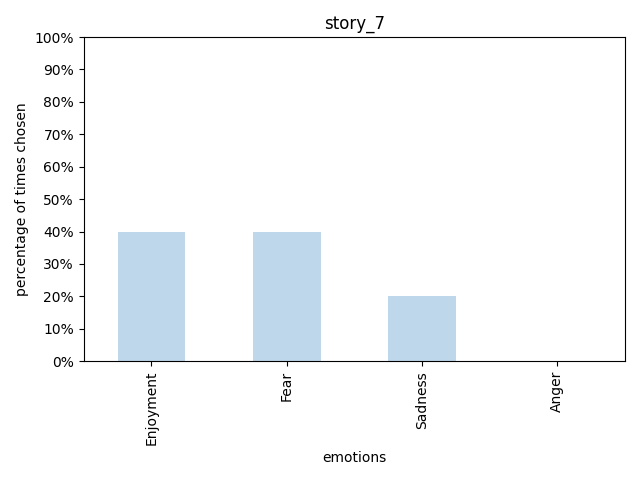 story_7
100%
90%
80%
70%
60%
50%
40%
30%
20%
10%
0%
percentage of times chosen
Enjoyment
Fear
Sadness
Anger
emotions